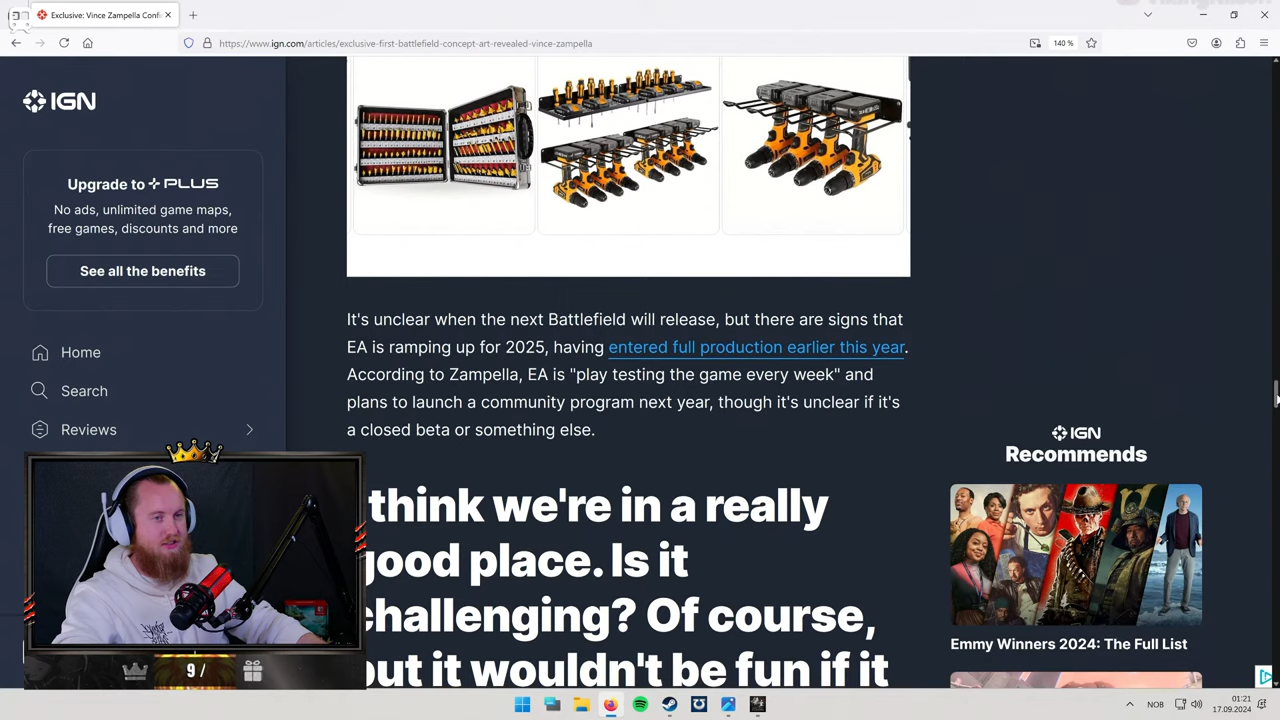 Exclusive: Vince Zampella Confi
https://www.ign.com/articles/exclusive-first-battlefield-concept-art-revealed-vince-zampella
140 %
IGN
Upgrade to PLUS
No ads, unlimited game maps,
free games, discounts and more
See all the benefits
Home
Search
Reviews
It's unclear when the next Battlefield will release, but there are signs that
EA is ramping up for 2025, having entered full production earlier this year.
According to Zampella, EA is "play testing the game every week" and
plans to launch a community program next year, though it's unclear if it's
a closed beta or something else.
think we're in a really
good place. Is it
challenging? Of course,
but it wouldn't be fun if it
IGN
Recommends
Emmy Winners 2024: The Full List
9 /
NOR
01:21
17.09.2024